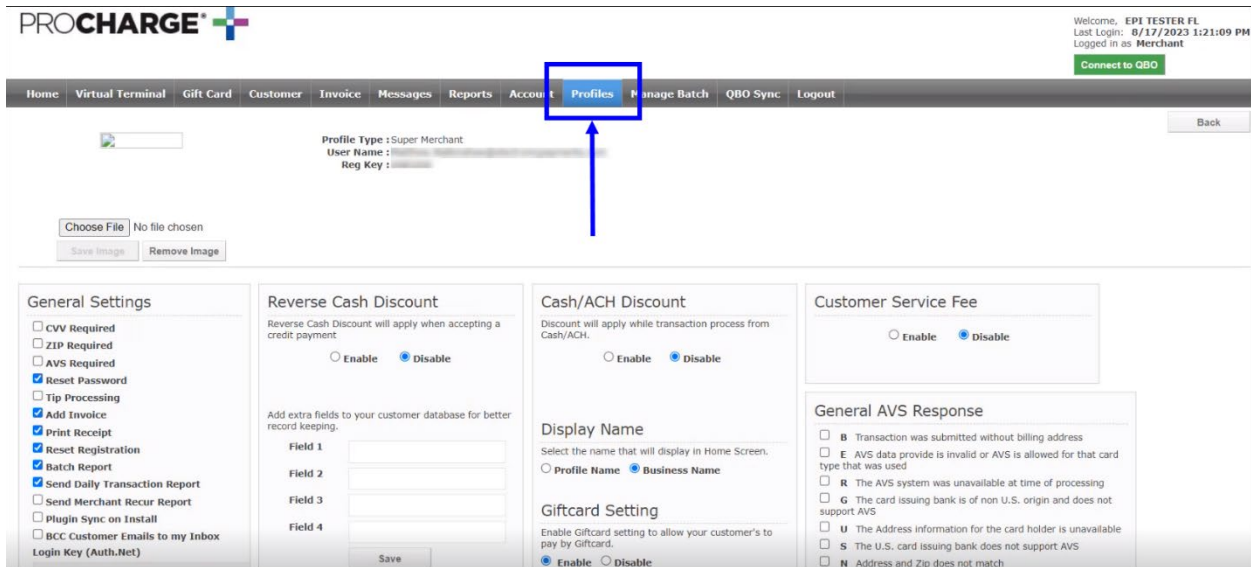 PROCHARGE®
Welcome, EPI TESTER FL
Last Login: 8/17/2023 1:21:09 PM
Logged in as Merchant
Connect to QBO
Home Virtual Terminal Gift Card Customer Invoice Messages Reports Account Profiles Manage Batch QBO Sync Logout
Back
Profile Type : Super Merchant
User Name :
Reg Key :
Choose File No file chosen
Save Image Remove Image
General Settings
CVV Required
ZIP Required
AVS Required
Reset Password
Tip Processing
Add Invoice
Print Receipt
Reset Registration
Batch Report
Send Daily Transaction Report
Send Merchant Recur Report
Plugin Sync on Install
BCC Customer Emails to my Inbox
Login Key (Auth.Net)
Reverse Cash Discount
Reverse Cash Discount will apply when accepting a
credit payment
Enable Disable
Add extra fields to your customer database for better
record keeping.
Field 1
Field 2
Field 3
Field 4
Save
Cash/ACH Discount
Discount will apply while transaction process from
Cash/ACH.
Enable Disable
Display Name
Select the name that will display in Home Screen.
Profile Name Business Name
Giftcard Setting
Enable Giftcard setting to allow your customer's to
pay by Giftcard.
Enable Disable
Customer Service Fee
Enable Disable
General AVS Response
B Transaction was submitted without billing address
E AVS data provide is invalid or AVS is allowed for that card
type that was used
R The AVS system was unavailable at time of processing
G The card issuing bank is of non U.S. origin and does not
support AVS
U The Address information for the card holder is unavailable
S The U.S. card issuing bank does not support AVS
N Address and Zip does not match